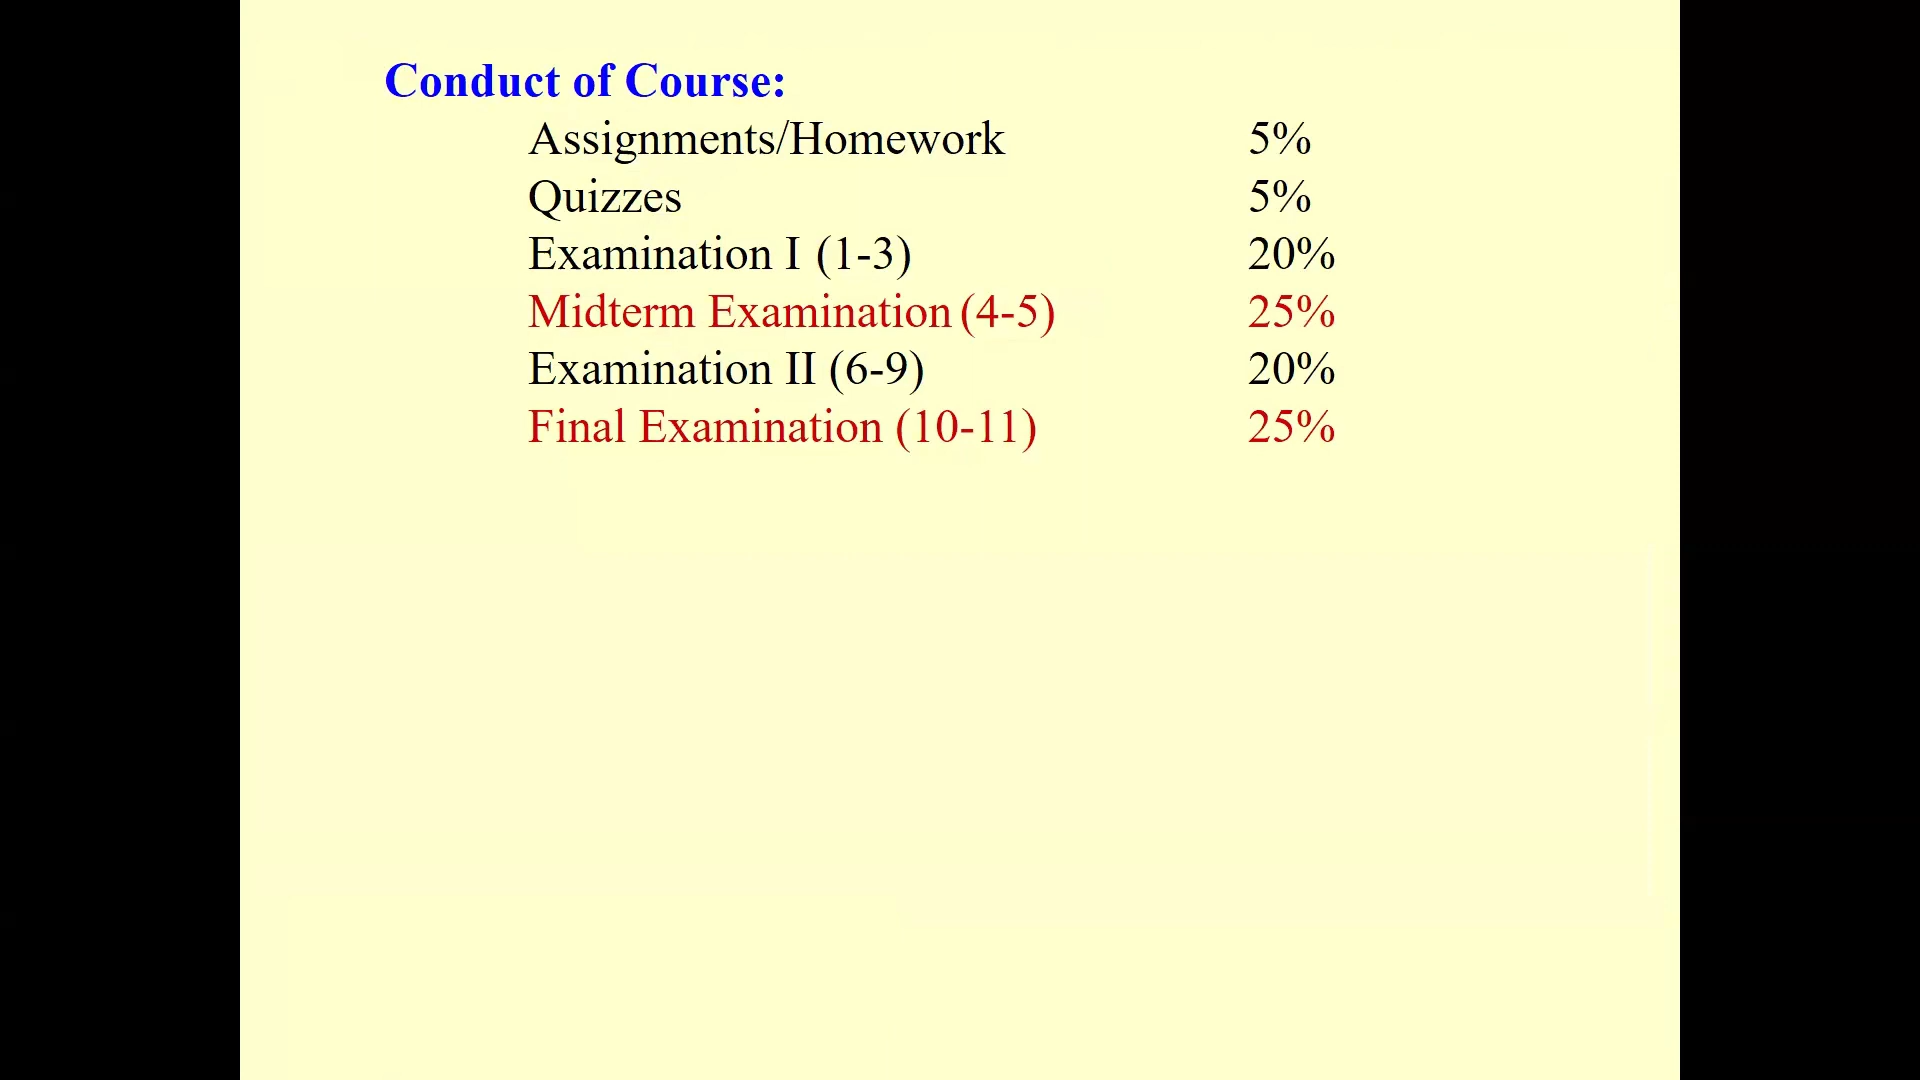 Conduct of Course:
Assignments/Homework 5%
Quizzes 5%
Examination I (1-3) 20%
Midterm Examination (4-5) 25%
Examination II (6-9) 20%
Final Examination (10-11) 25%